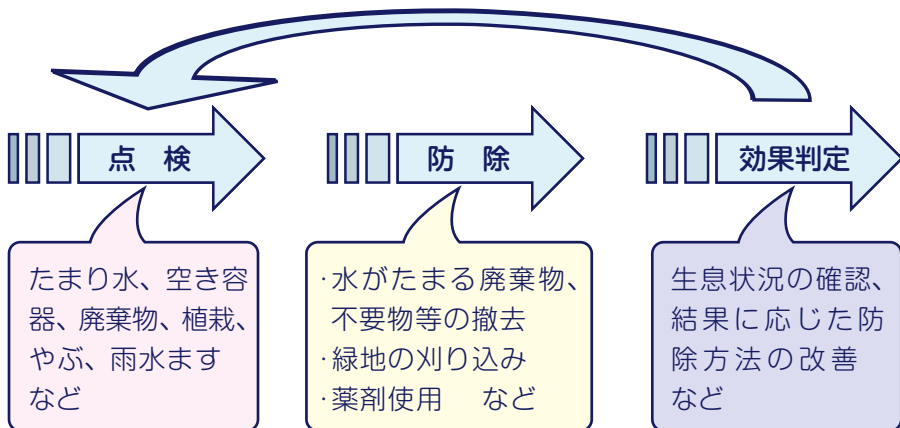 点　検
防　除
効果判定
たまり水、空き容
器、廃棄物、植栽、
やぶ、雨水ます
など
・水がたまる廃棄物、
不要物等の撤去
・緑地の刈り込み
・薬剤使用　など
生息状況の確認、
結果に応じた防
除方法の改善
など